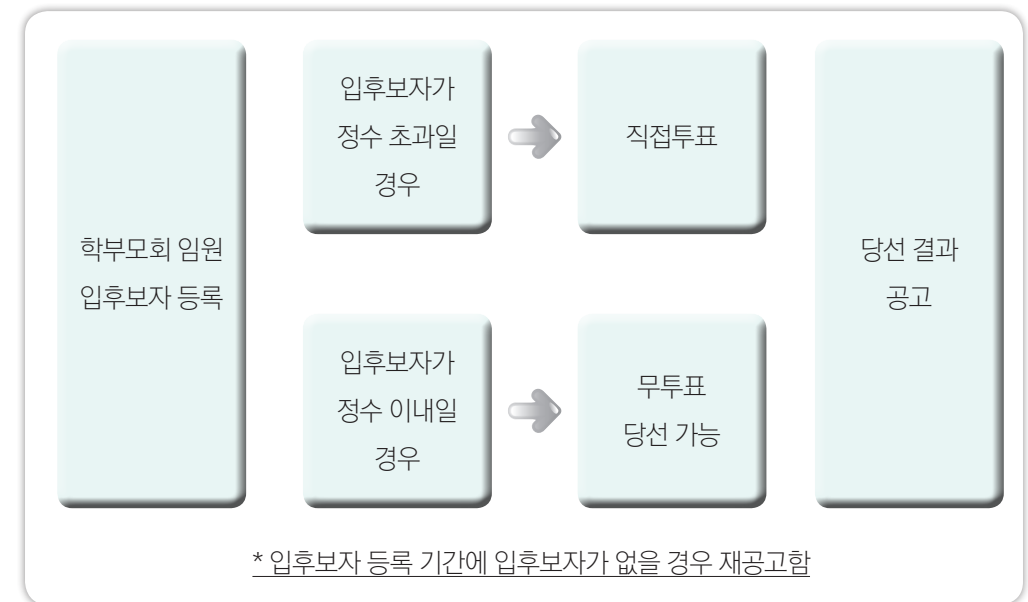 학부모회 임원
입후보자 등록
입후보자가
정수 초과일
경우
직접투표
입후보자가
정수 이내일
경우
무투표
당선 가능
당선 결과
공고
* 입후보자 등록 기간에 입후보자가 없을 경우 재공고함